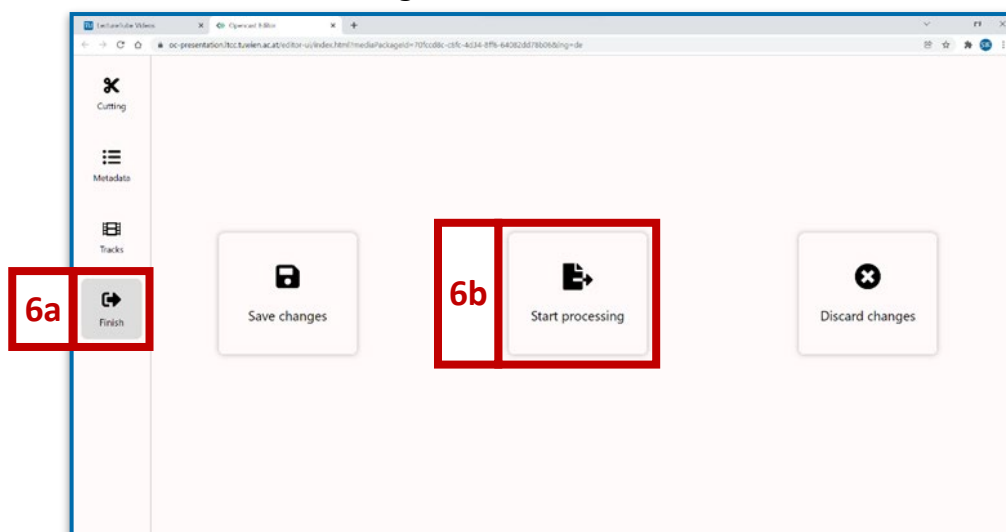 LectureTube Videos
Opencast Editor
oc-presentation.ltcc.tuwien.ac.at/editor-ui/index.html?mediaPackageId=
Cutting
Metadata
Tracks
6a
Finish
Save changes
6b
Start processing
Discard changes